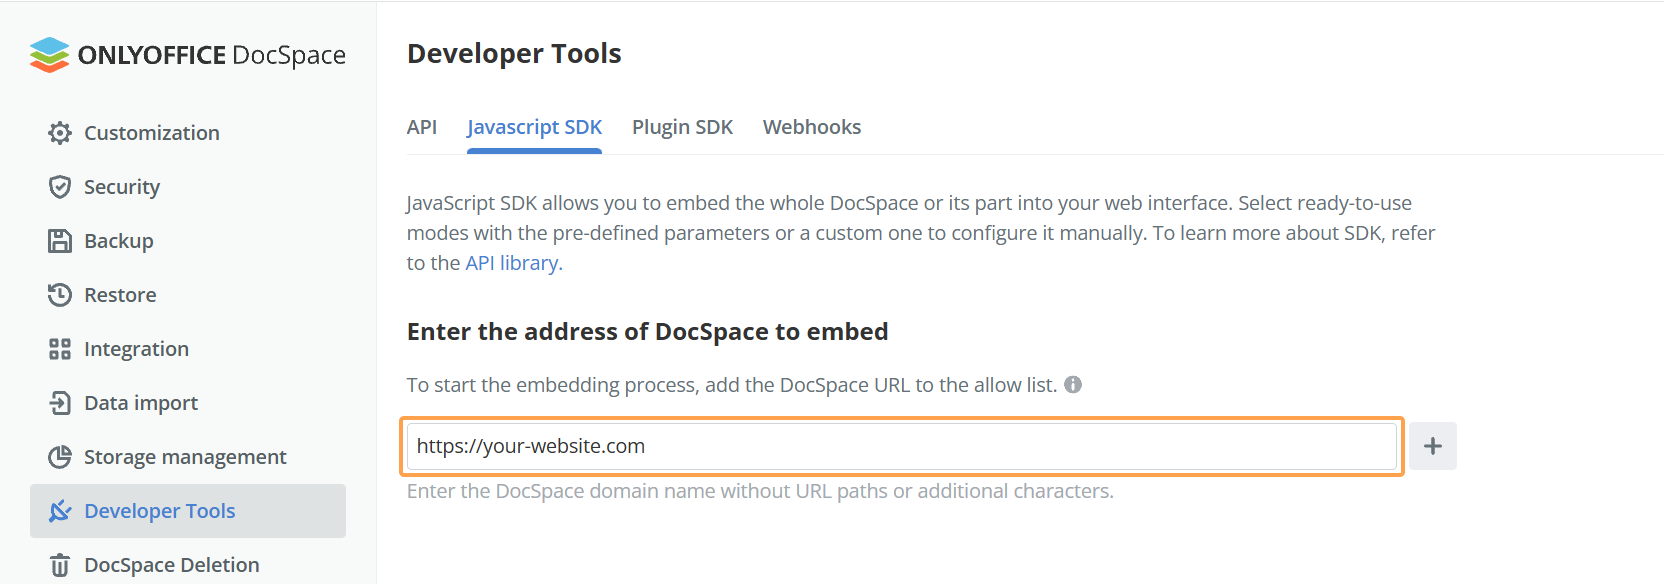 ONLYOFFICE DocSpace
Customization
Security
Backup
Restore
Integration
Data import
Storage management
Developer Tools
DocSpace Deletion
Developer Tools
API Javascript SDK Plugin SDK Webhooks
JavaScript SDK allows you to embed the whole DocSpace or its part into your web interface. Select ready-to-use
modes with the pre-defined parameters or a custom one to configure it manually. To learn more about SDK, refer
to the API library.
Enter the address of DocSpace to embed
To start the embedding process, add the DocSpace URL to the allow list.
https://your-website.com
Enter the DocSpace domain name without URL paths or additional characters.